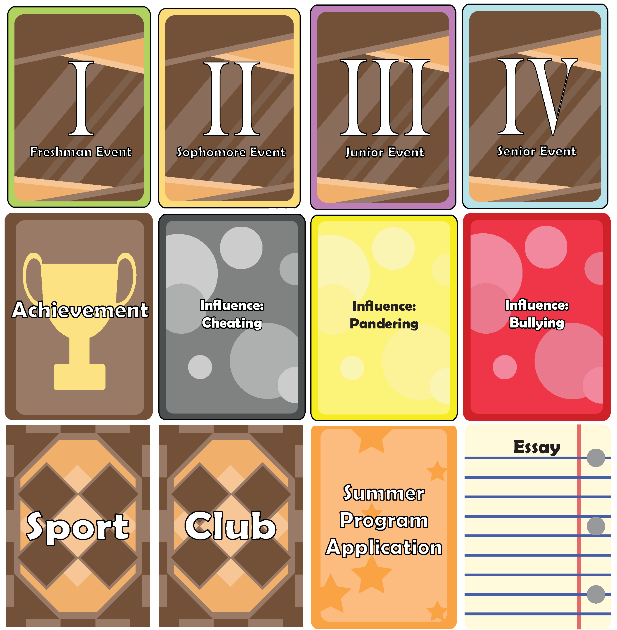 I
Freshman Event
II
Sophomore Event
III
Junior Event
IV
Senior Event
Achievement
Influence:
Cheating
Influence:
Pandering
Influence:
Bullying
Sport
Club
Summer
Program
Application
Essay